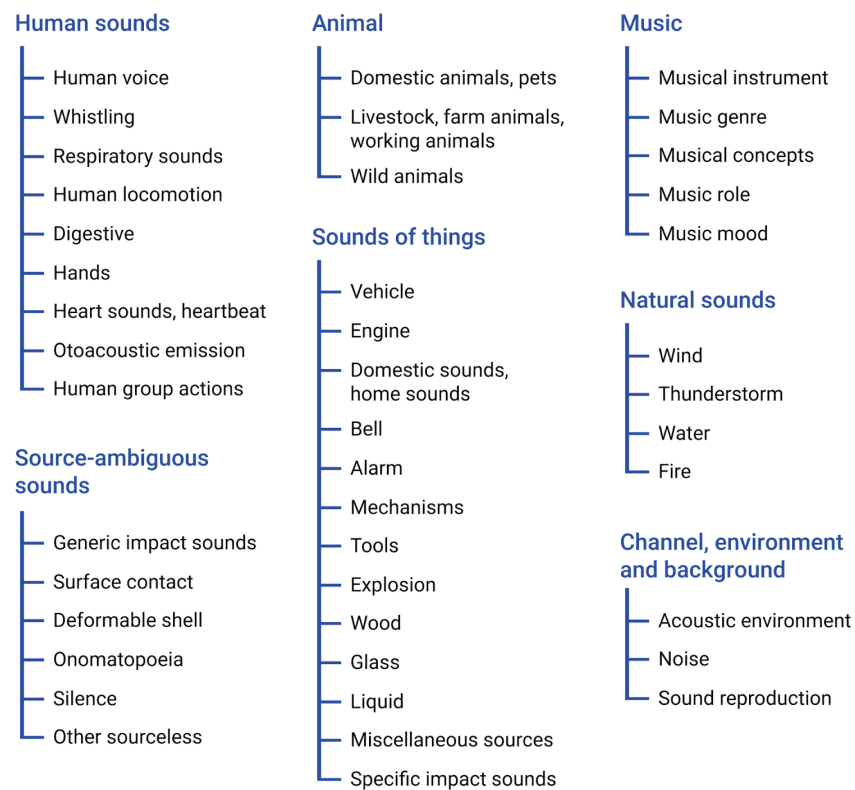 Human sounds
Human voice
Whistling
Respiratory sounds
Human locomotion
Digestive
Hands
Heart sounds, heartbeat
Otoacoustic emission
Human group actions
Source-ambiguous
sounds
Generic impact sounds
Surface contact
Deformable shell
Onomatopoeia
Silence
Other sourceless
Animal
Domestic animals, pets
Livestock, farm animals,
working animals
Wild animals
Sounds of things
Vehicle
Engine
Domestic sounds,
home sounds
Bell
Alarm
Mechanisms
Tools
Explosion
Wood
Glass
Liquid
Miscellaneous sources
Specific impact sounds
Music
Musical instrument
Music genre
Musical concepts
Music role
Music mood
Natural sounds
Wind
Thunderstorm
Water
Fire
Channel, environment
and background
Acoustic environment
Noise
Sound reproduction